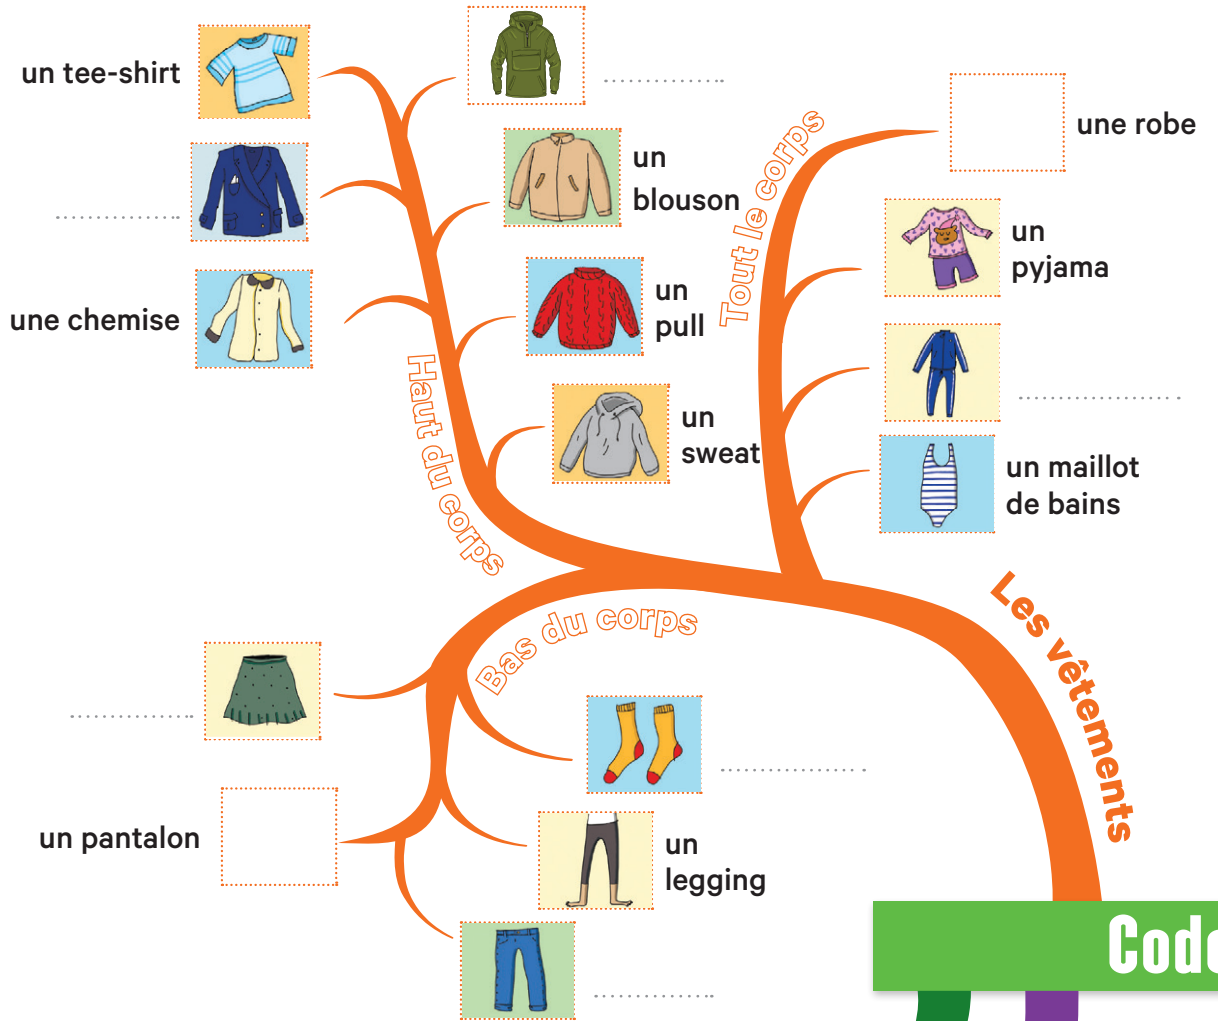 un tee-shirt
....................
un
blouson
une robe
....................
une chemise
un
pull
un
pyjama
un
sweat
....................
un maillot
de bains
Haut du corps
Tout le corps
Bas du corps
Les vêtements
....................
....................
un pantalon
un
legging
....................
Code